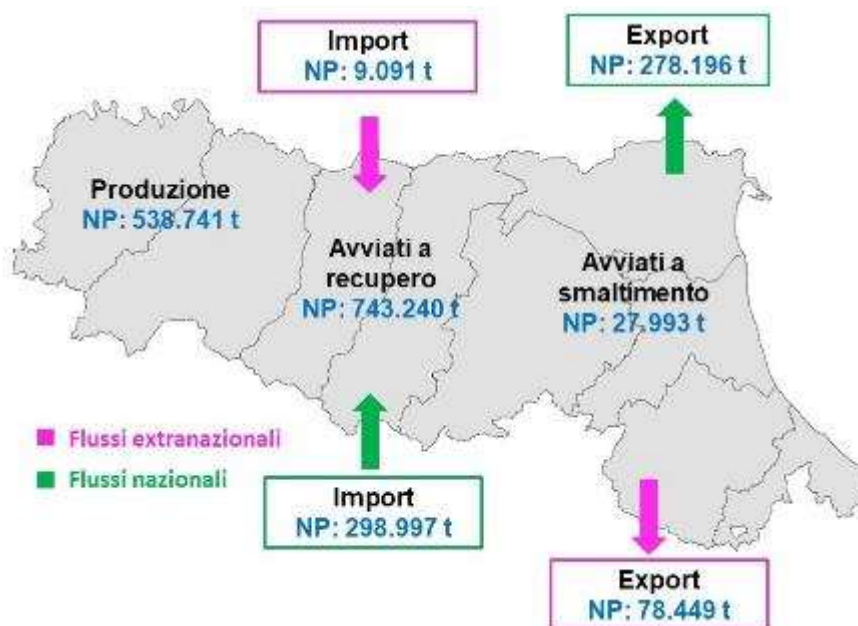 Import
NP: 9.091 t
Export
NP: 278.196 t
Produzione
NP: 538.741 t
Avviati a
recupero
NP: 743.240 t
Avviati a
smaltimento
NP: 27.993 t
Flussi extranazionali
Flussi nazionali
Import
NP: 298.997 t
Export
NP: 78.449 t